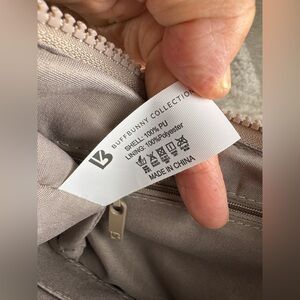 BUFFBUNNY COLLECTION
SHELL: 100% PU
LINING: 100%Polyester
MADE IN CHINA